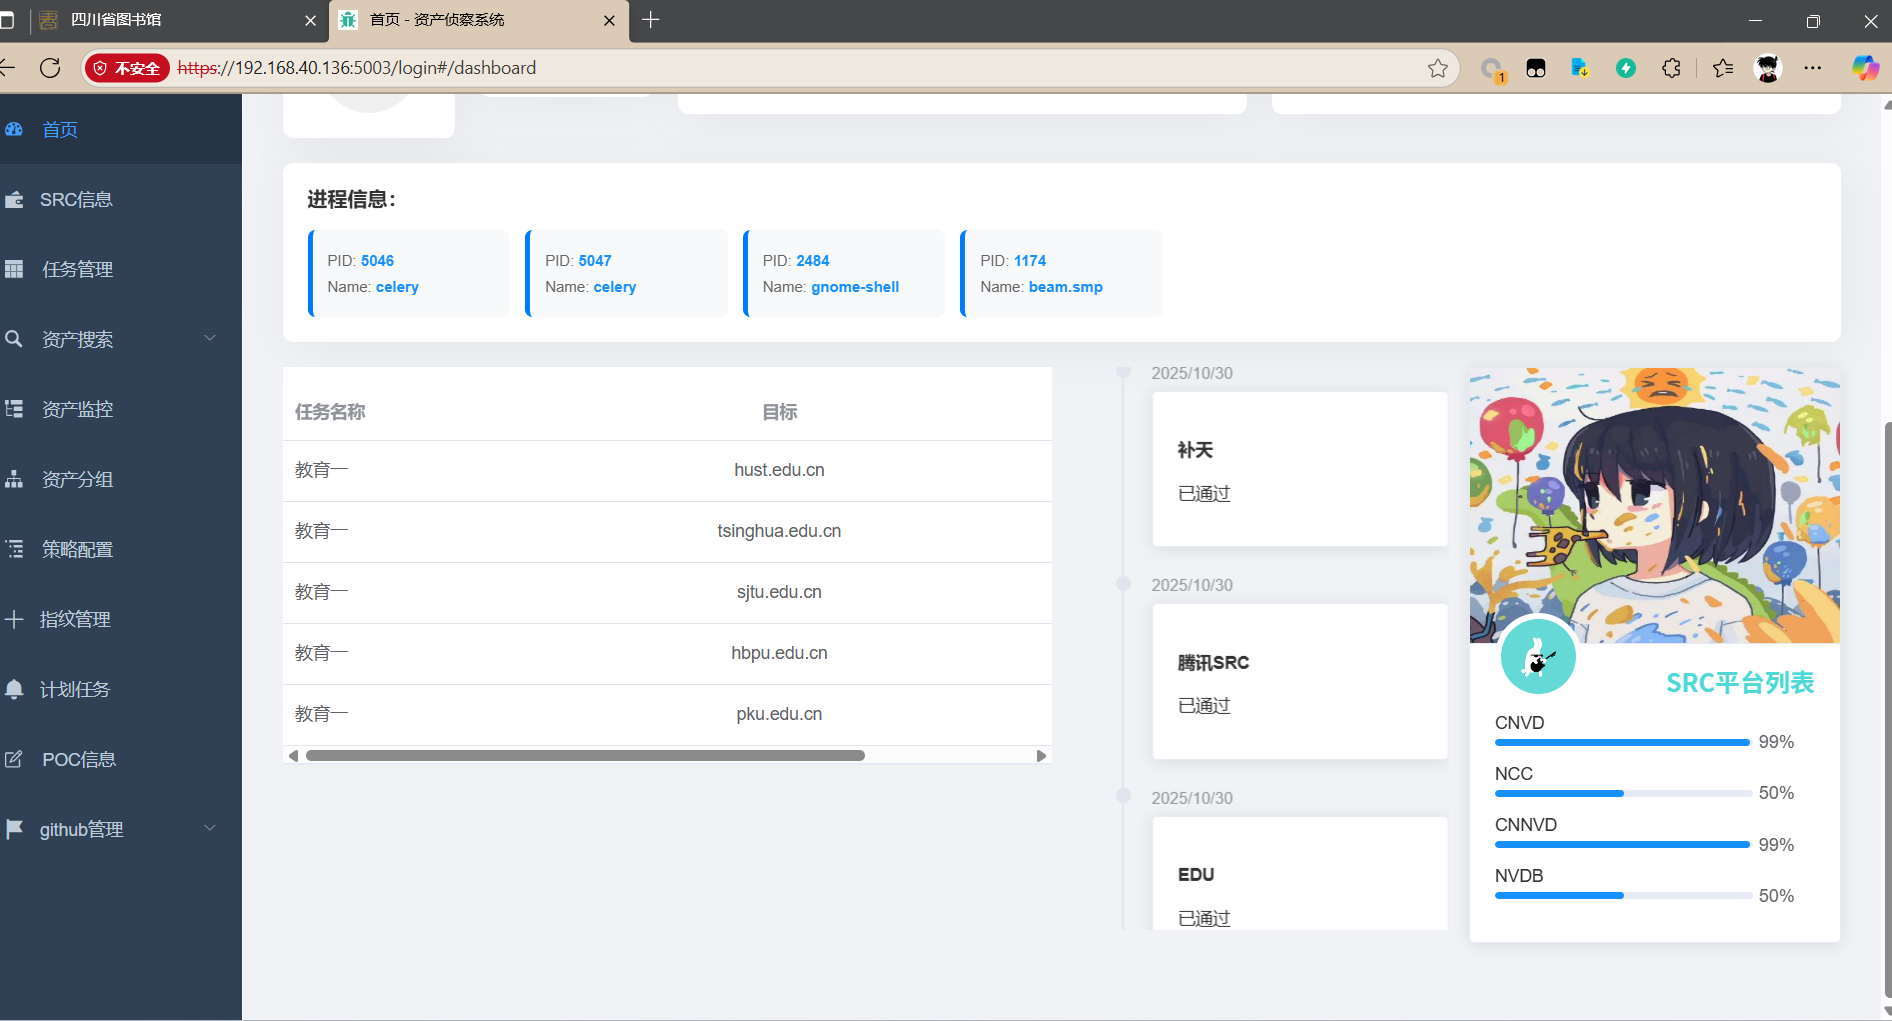 四川省图书馆
首页 - 资产侦察系统
不安全
https://192.168.40.136:5003/login#/dashboard
1
首页
SRC信息
任务管理
资产搜索
资产监控
资产分组
策略配置
指纹管理
计划任务
POC信息
github管理
进程信息：
PID: 5046
Name: celery
PID: 5047
Name: celery
PID: 2484
Name: gnome-shell
PID: 1174
Name: beam.smp
任务名称 目标
教育一 hust.edu.cn
教育一 tsinghua.edu.cn
教育一 sjtu.edu.cn
教育一 hbpu.edu.cn
教育一 pku.edu.cn
2025/10/30
补天
已通过
2025/10/30
腾讯SRC
已通过
2025/10/30
EDU
已通过
SRC平台列表
CNVD
99%
NCC
50%
CNNVD
99%
NVDB
50%